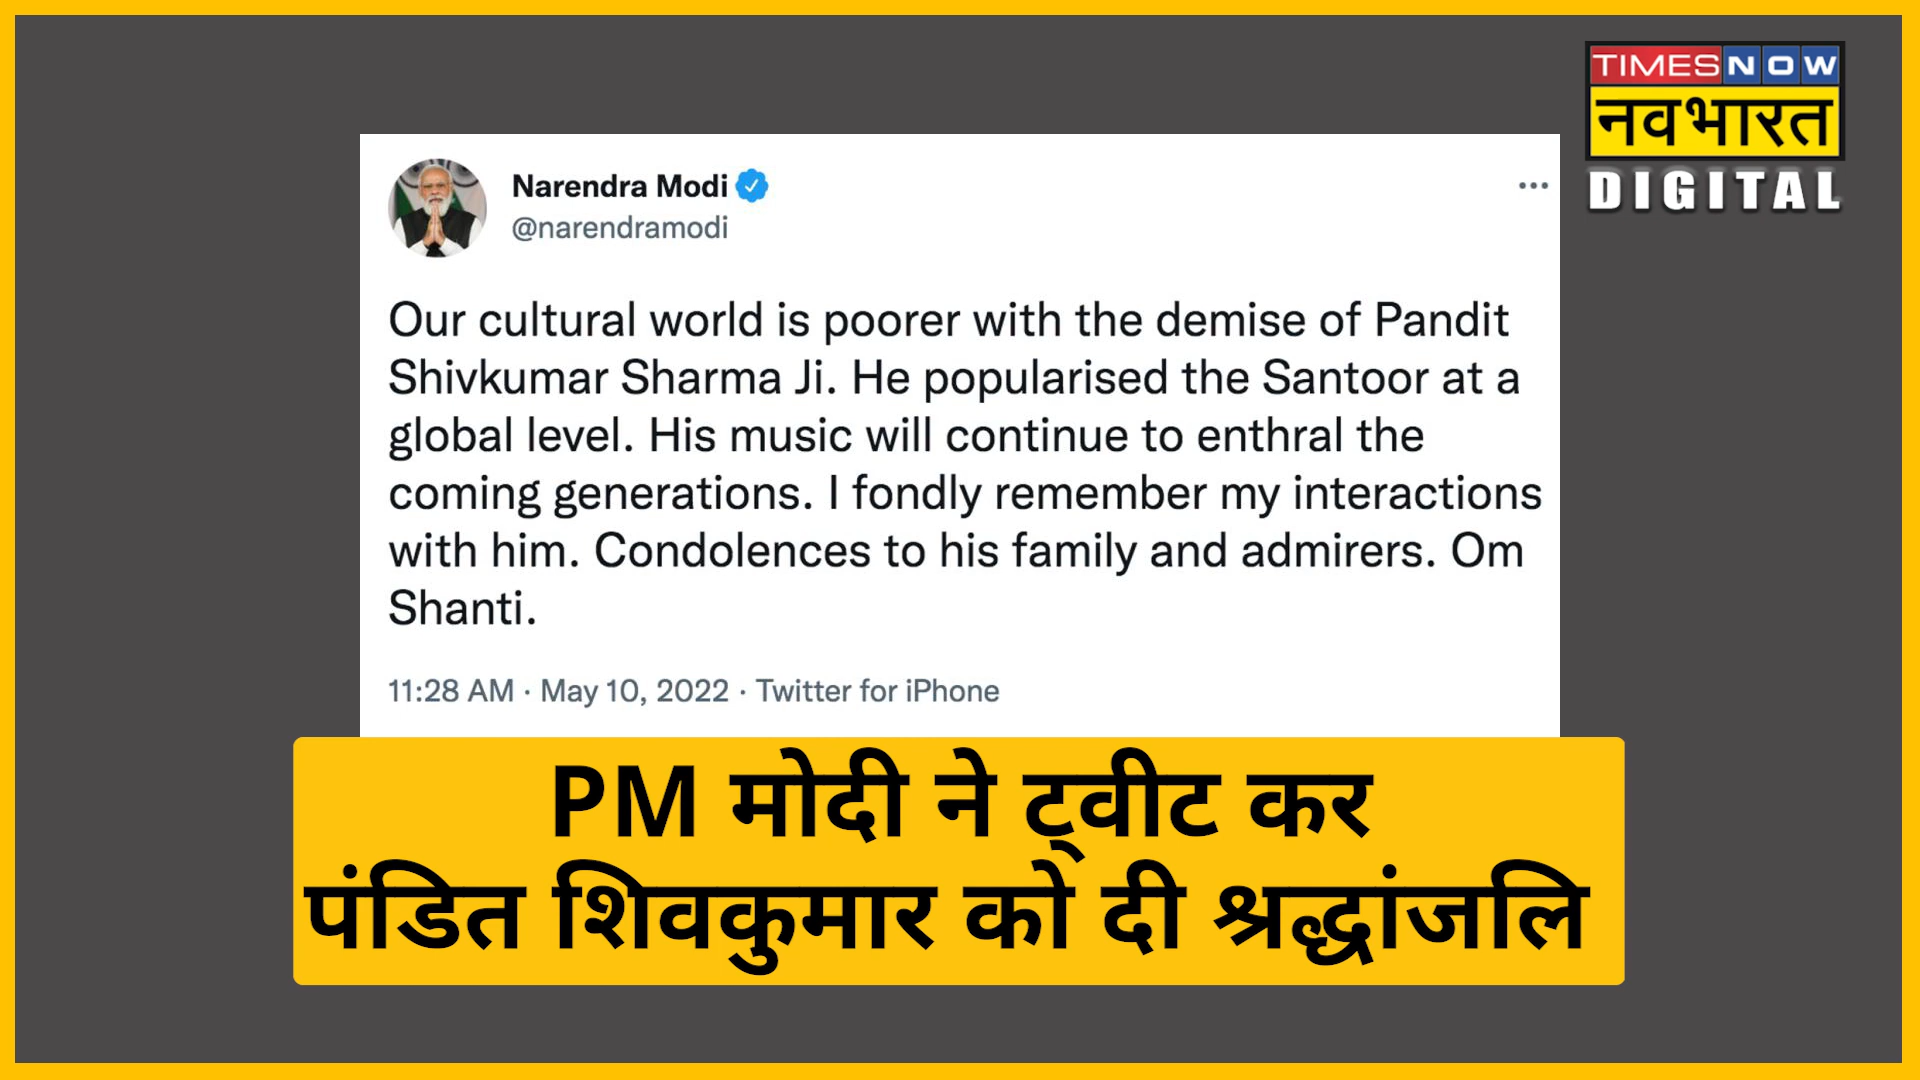 TIMES NOW
नवभारत
DIGITAL
Narendra Modi
@narendramodi
Our cultural world is poorer with the demise of Pandit
Shivkumar Sharma Ji. He popularised the Santoor at a
global level. His music will continue to enthral the
coming generations. I fondly remember my interactions
with him. Condolences to his family and admirers. Om
Shanti.
11:28 AM · May 10, 2022 · Twitter for iPhone
PM मोदी ने ट्वीट कर
पंडित शिवकुमार को दी श्रद्धांजलि